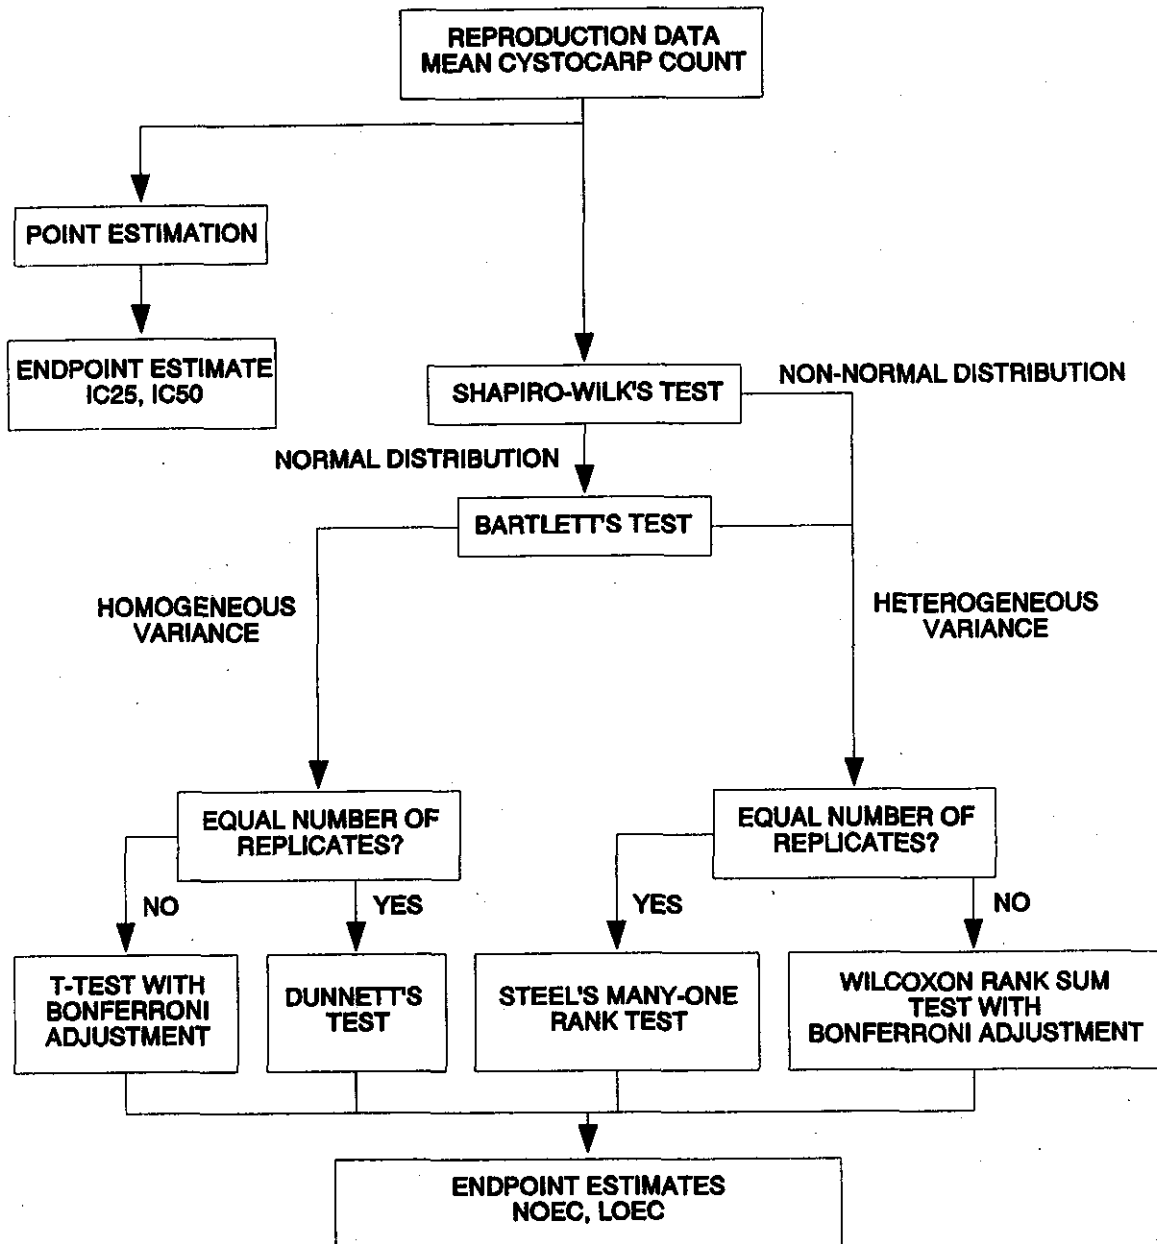 REPRODUCTION DATA
MEAN CYSTOCARP COUNT
POINT ESTIMATION
ENDPOINT ESTIMATE
IC25, IC50
SHAPIRO-WILK'S TEST
NON-NORMAL DISTRIBUTION
NORMAL DISTRIBUTION
BARTLETT'S TEST
HOMOGENEOUS
VARIANCE
HETEROGENEOUS
VARIANCE
EQUAL NUMBER OF
REPLICATES?
EQUAL NUMBER OF
REPLICATES?
NO
YES
YES
NO
T-TEST WITH
BONFERRONI
ADJUSTMENT
DUNNETT'S
TEST
STEEL'S MANY-ONE
RANK TEST
WILCOXON RANK SUM
TEST WITH
BONFERRONI ADJUSTMENT
ENDPOINT ESTIMATES
NOEC, LOEC